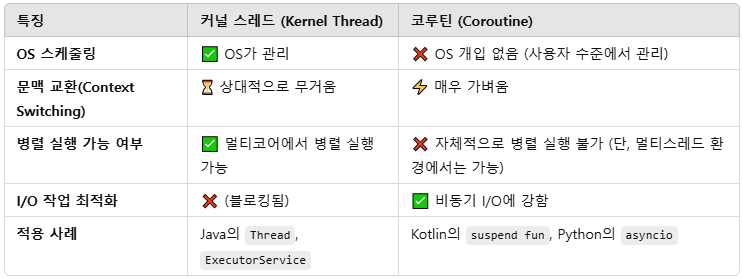 특징 커널 스레드 (Kernel Thread) 코루틴 (Coroutine)
OS 스케줄링 ✅ OS가 관리 ❌ OS 개입 없음 (사용자 수준에서 관리)
문맥 교환(Context
Switching)
⏳ 상대적으로 무거움 ⚡ 매우 가벼움
병렬 실행 가능 여부
✅ 멀티코어에서 병렬 실행
가능
❌ 자체적으로 병렬 실행 불가 (단, 멀티스레드 환
경에서는 가능)
I/O 작업 최적화 ❌ (블로킹됨) ✅ 비동기 I/O에 강함
적용 사례
Java의 Thread,
ExecutorService
Kotlin의 suspend fun, Python의 asyncio